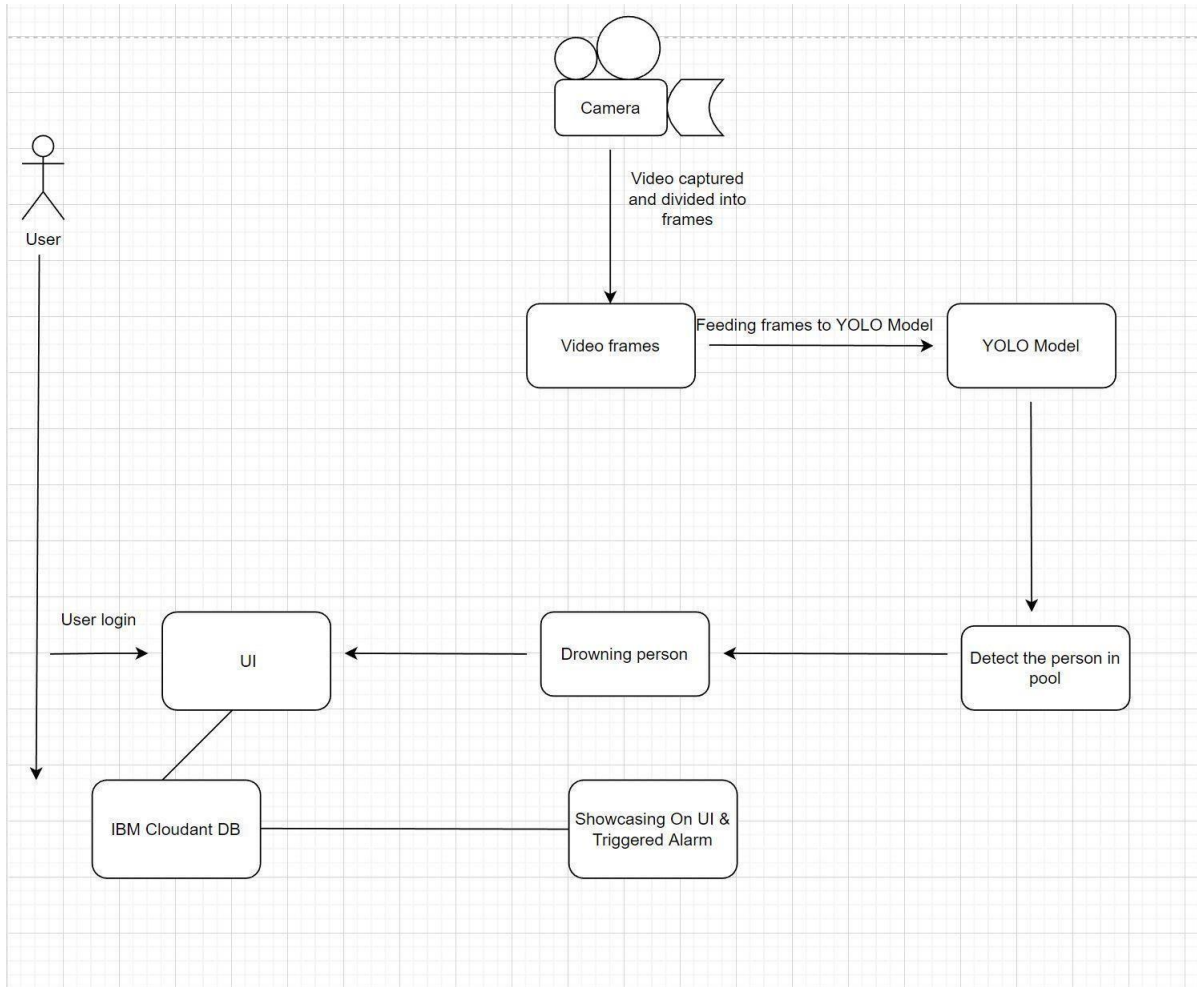 Camera
Video captured
and divided into
frames
User
Feeding frames to YOLO Model
Video frames
YOLO Model
User login
UI
Drowning person
Detect the person in
pool
IBM Cloudant DB
Showcasing On UI &
Triggered Alarm